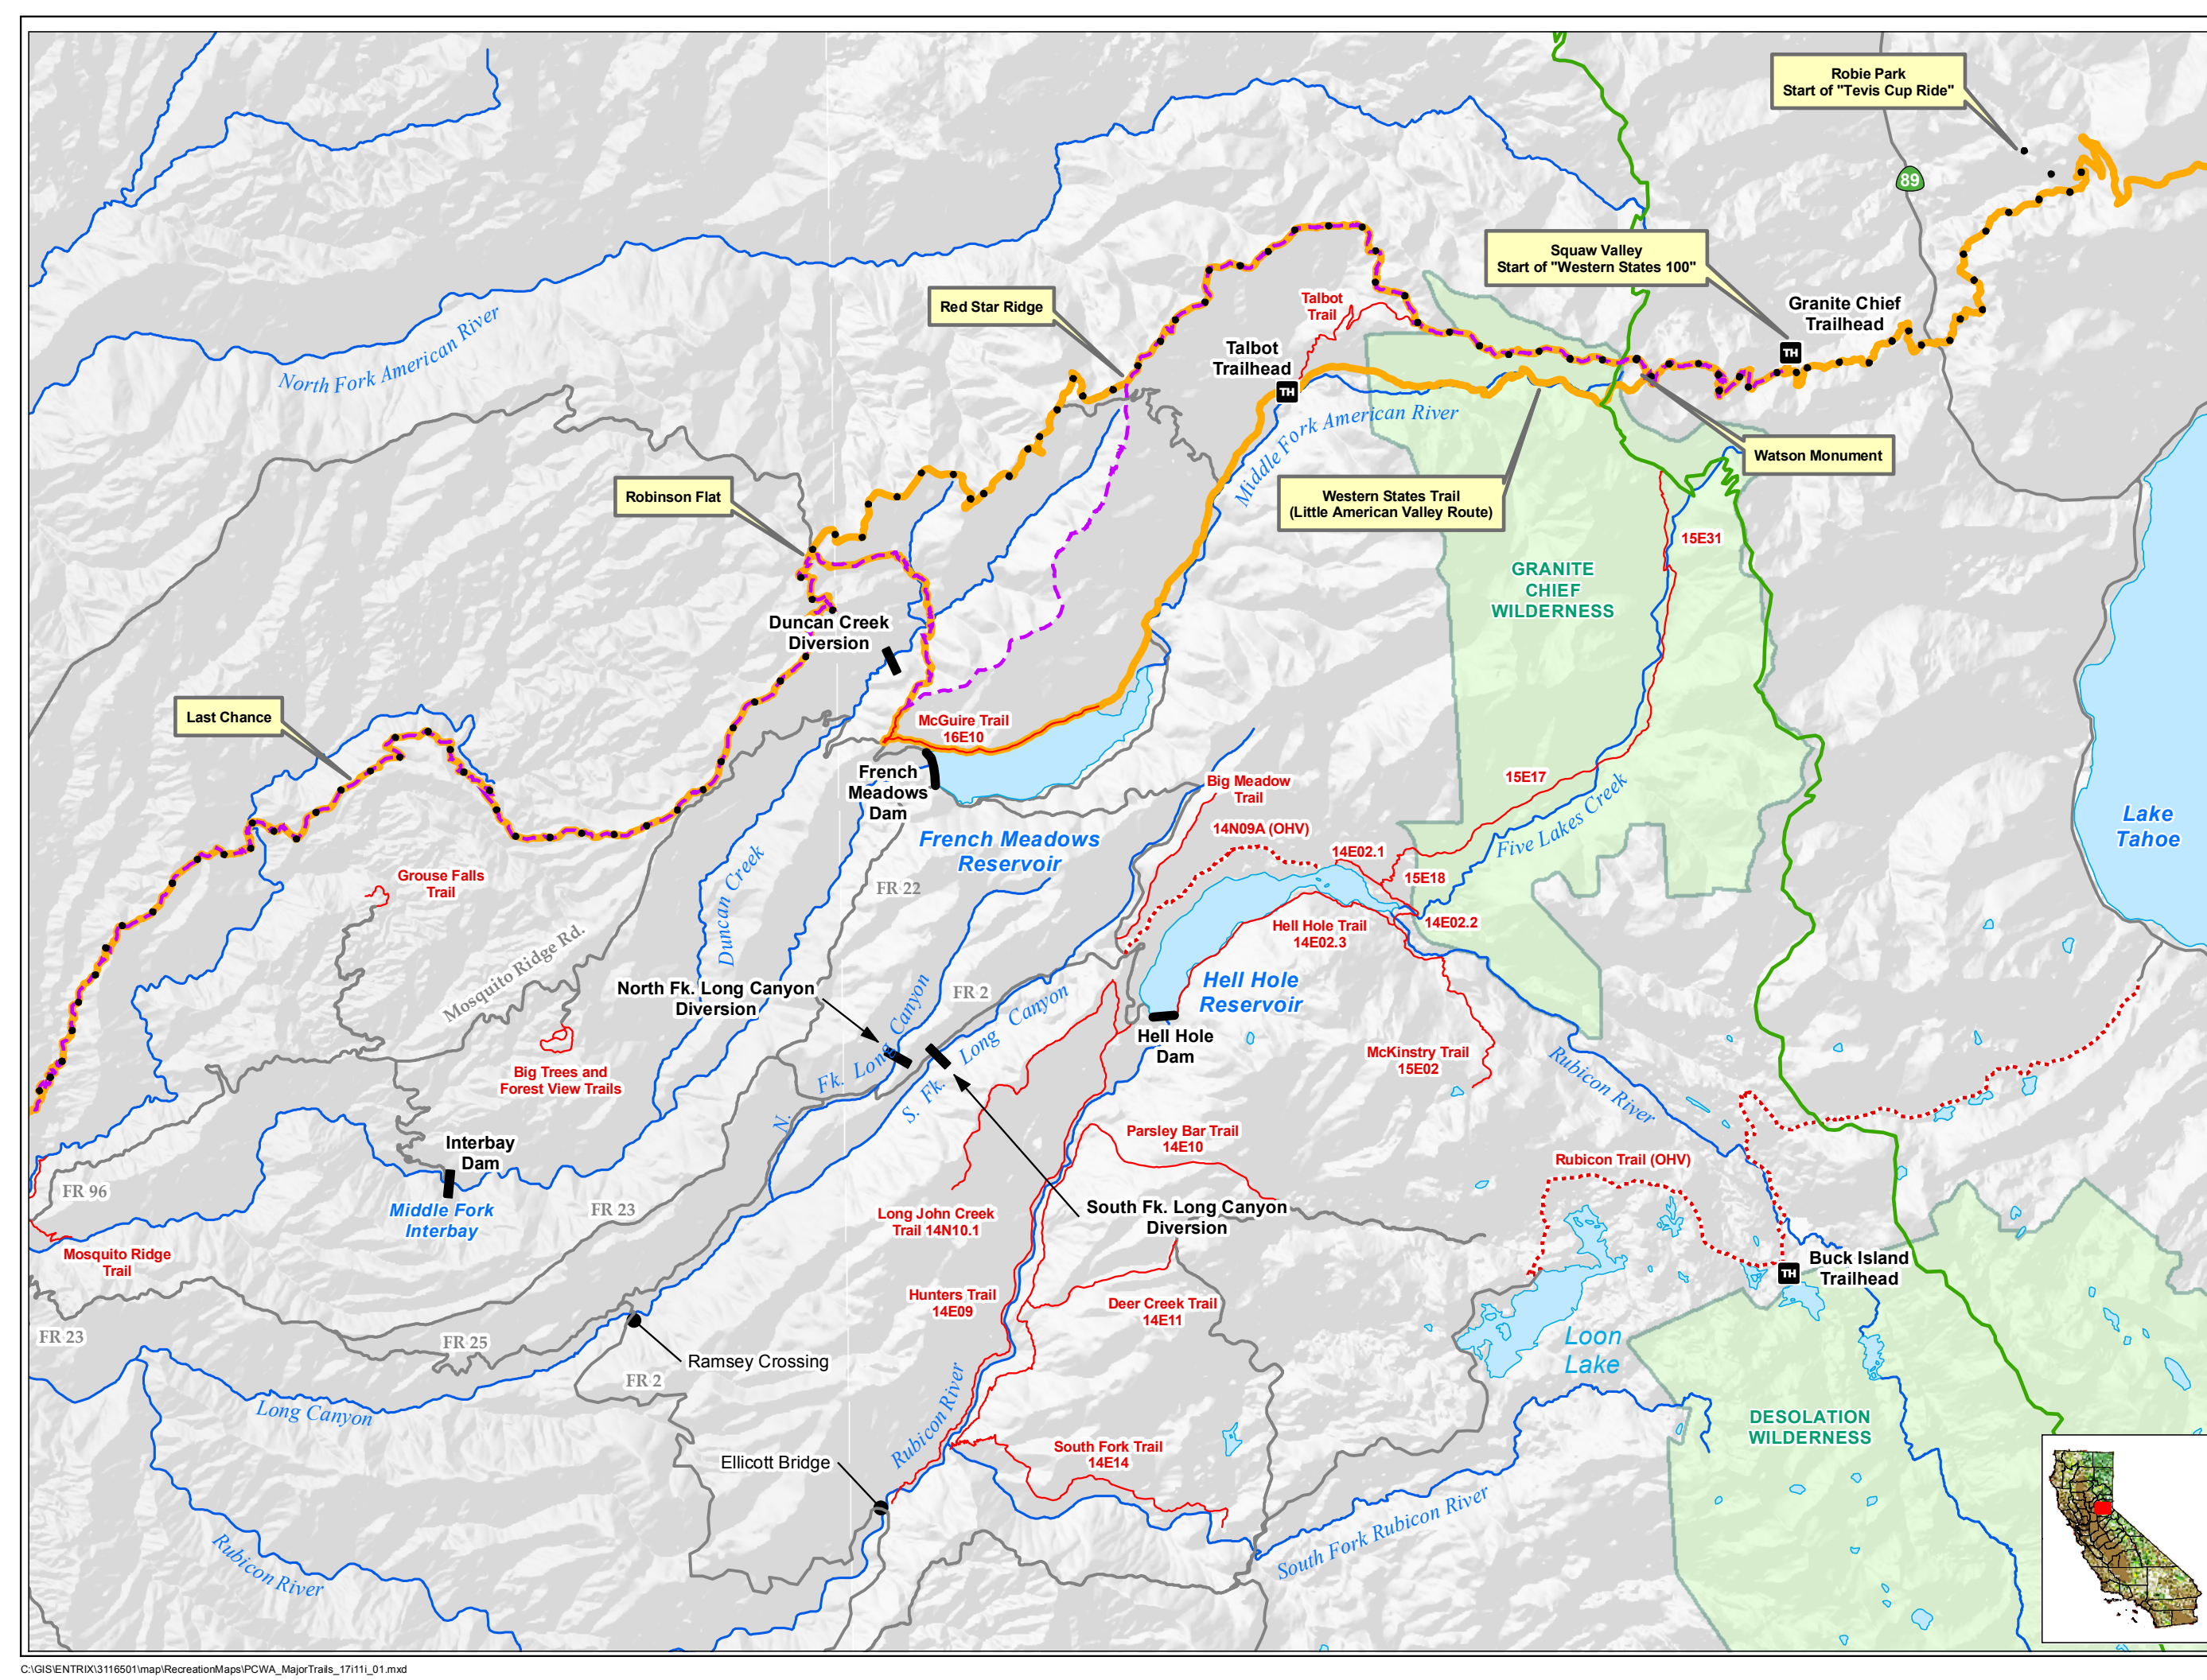 Robie Park
Start of "Tevis Cup Ride"
89
Squaw Valley
Start of "Western States 100"
Granite Chief
Trailhead
TH
Red Star Ridge
Talbot
Trail
Talbot
Trailhead
TH
North Fork American River
Middle Fork American River
Watson Monument
Robinson Flat
Western States Trail
(Little American Valley Route)
15E31
GRANITE
CHIEF
WILDERNESS
Duncan Creek
Diversion
Last Chance
McGuire Trail
16E10
French
Meadows
Dam
Big Meadow
Trail
15E17
Five Lakes Creek
Lake
Tahoe
French Meadows
Reservoir
14N09A (OHV)
14E02.1
15E18
14E02.2
Grouse Falls
Trail
FR 22
Duncan Creek
Hell Hole Trail
14E02.3
Mosquito Ridge Rd.
North Fk. Long Canyon
Diversion
FR 2
Hell Hole
Reservoir
N. Fk. Long Canyon
S. Fk. Long Canyon
Hell Hole
Dam
McKinstry Trail
15E02
Rubicon River
Big Trees and
Forest View Trails
Interbay
Dam
Parsley Bar Trail
14E10
Rubicon Trail (OHV)
FR 96
Middle Fork
Interbay
FR 23
Long John Creek
Trail 14N10.1
South Fk. Long Canyon
Diversion
Mosquito Ridge
Trail
Buck Island
Trailhead
TH
Hunters Trail
14E09
Deer Creek Trail
14E11
FR 23
FR 25
Loon
Lake
Ramsey Crossing
FR 2
Long Canyon
Rubicon River
DESOLATION
WILDERNESS
South Fork Trail
14E14
Ellicott Bridge
South Fork Rubicon River
Rubicon River
C:\GIS\ENTRIX\3116501\map\RecreationMaps\PCWA_MajorTrails_17i11i_01.mxd